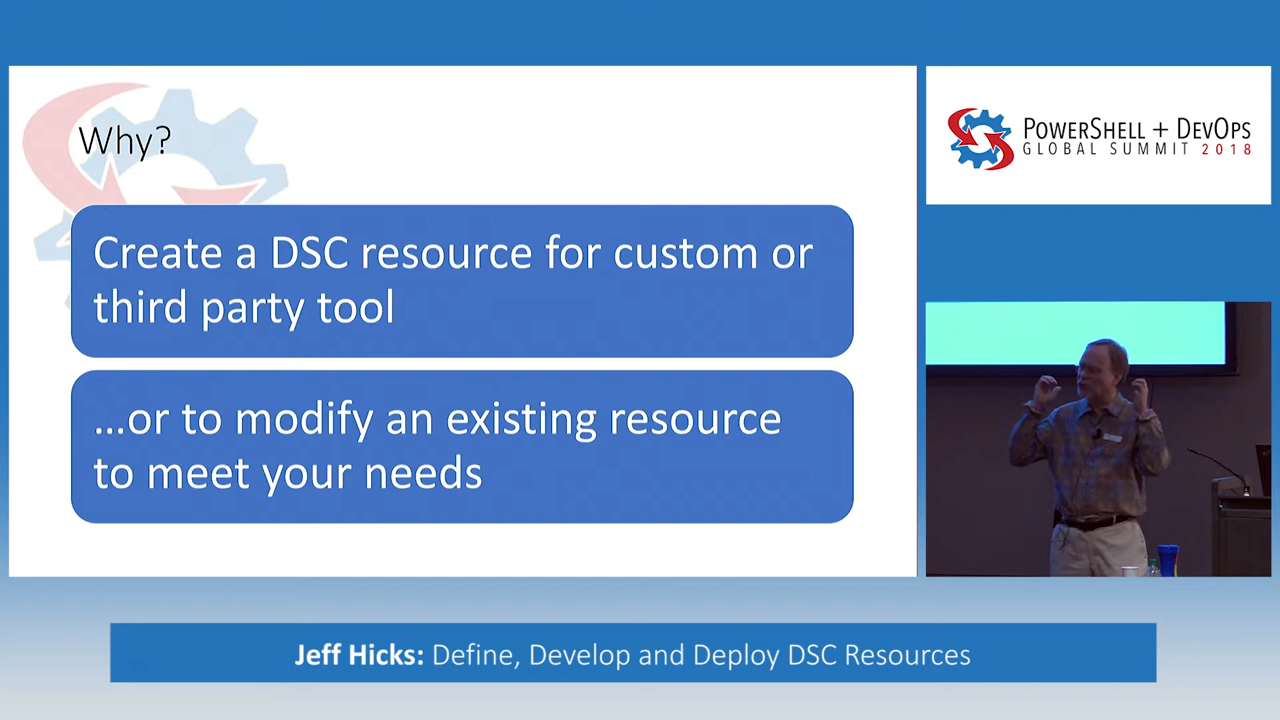 Why?
Create a DSC resource for custom or
third party tool
...or to modify an existing resource
to meet your needs
POWERSHELL + DEVOPS
GLOBAL SUMMIT 2018
Jeff Hicks: Define, Develop and Deploy DSC Resources